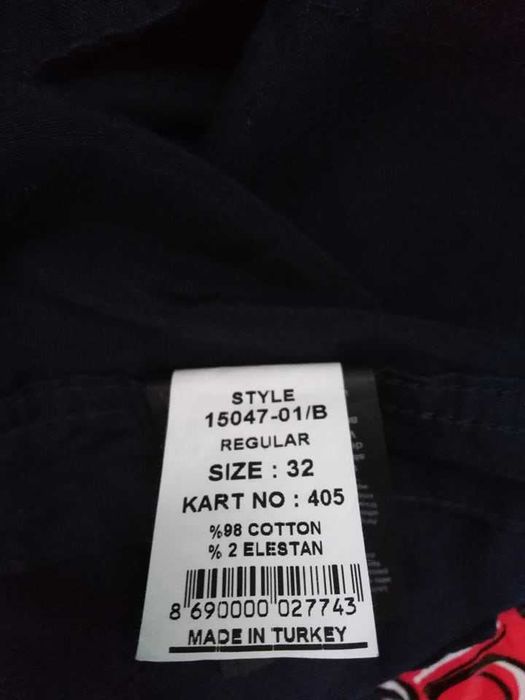 STYLE
15047-01/B
REGULAR
SIZE : 32
KART NO : 405
%98 COTTON
% 2 ELESTAN
8 690000 027743
MADE IN TURKEY